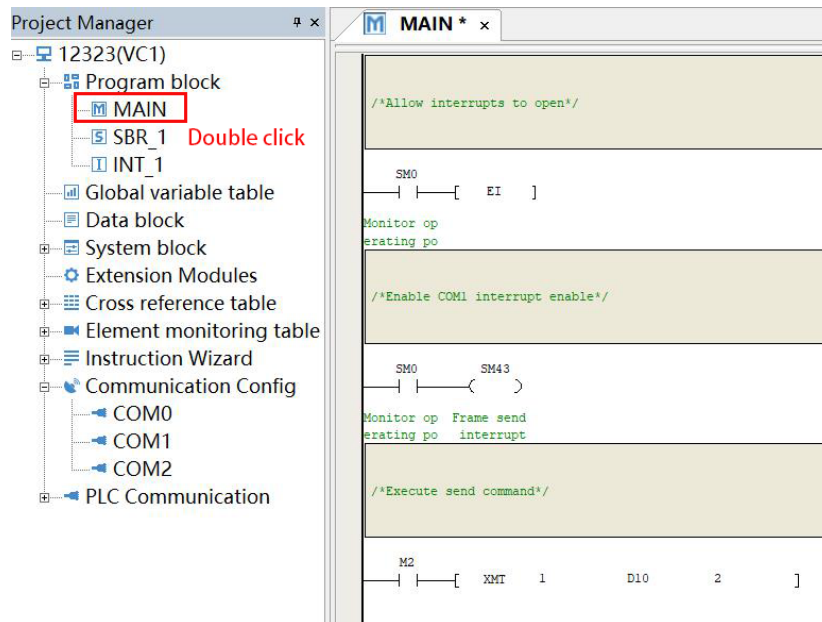 Project Manager
12323(VC1)
Program block
MAIN
SBR_1 Double click
INT_1
Global variable table
Data block
System block
Extension Modules
Cross reference table
Element monitoring table
Instruction Wizard
Communication Config
COM0
COM1
COM2
PLC Communication
M MAIN * ×
/*Allow interrupts to open*/
SM0
[ EI ]
Monitor op
erating po
/*Enable COM1 interrupt enable*/
SM0 SM43
( )
Monitor op Frame send
erating po interrupt
/*Execute send command*/
M2
[ XMT 1 D10 2 ]